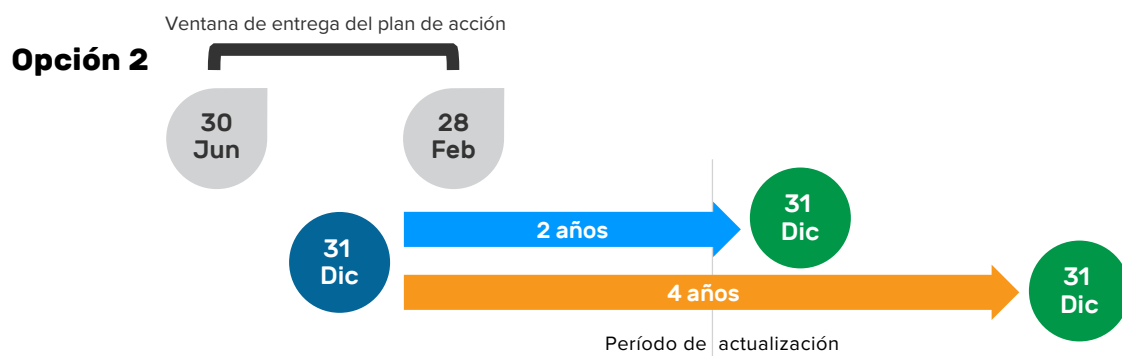 Ventana de entrega del plan de acción
Opción 2
30
Jun
28
Feb
31
Dic
2 años
31
Dic
4 años
31
Dic
Período de actualización